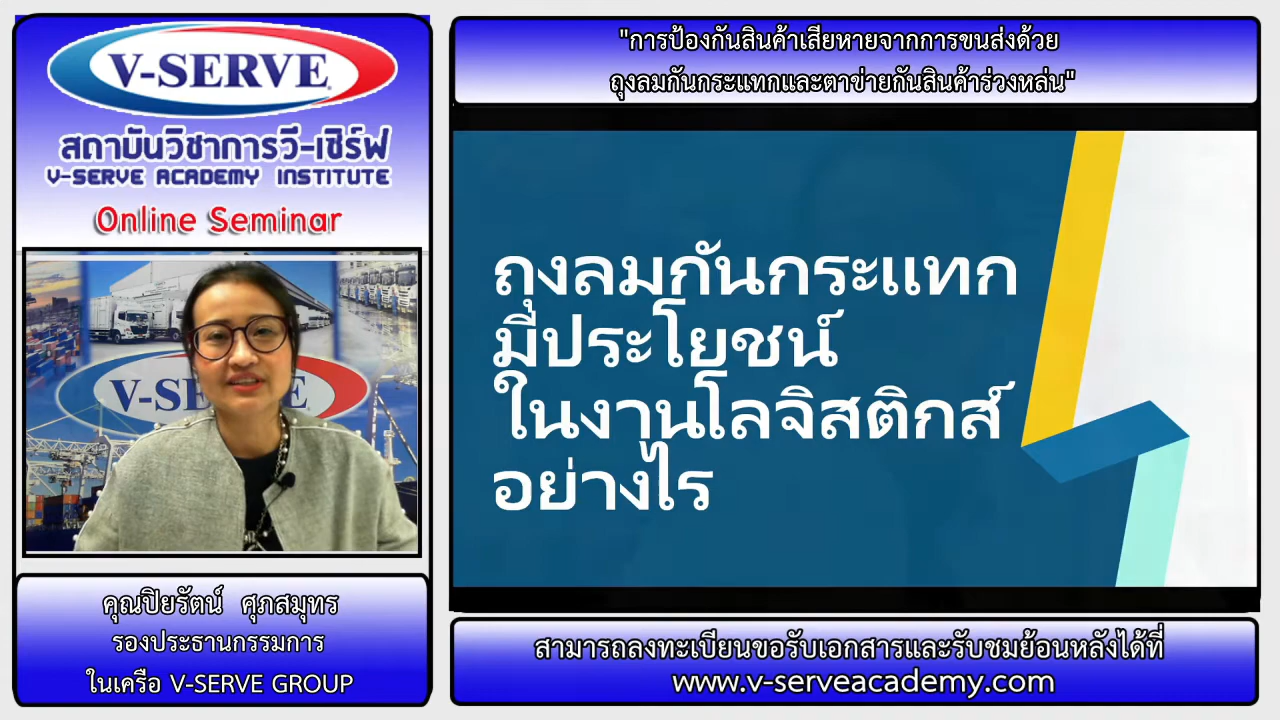 V-SERVE
สถาบันวิชาการวี-เซิร์ฟ
V-SERVE ACADEMY INSTITUTE
Online Seminar
V-SERVE
คุณปิยรัตน์ ศุภสมุทร
รองประธานกรรมการ
ในเครือ V-SERVE GROUP
"การป้องกันสินค้าเสียหายจากการขนส่งด้วย
ถุงลมกันกระแทกและตาข่ายกันสินค้าร่วงหล่น"
ถุงลมกันกระแทก
มีประโยชน์
ในงานโลจิสติกส์
อย่างไร
สามารถลงทะเบียนขอรับเอกสารและรับชมย้อนหลังได้ที่
www.v-serveacademy.com